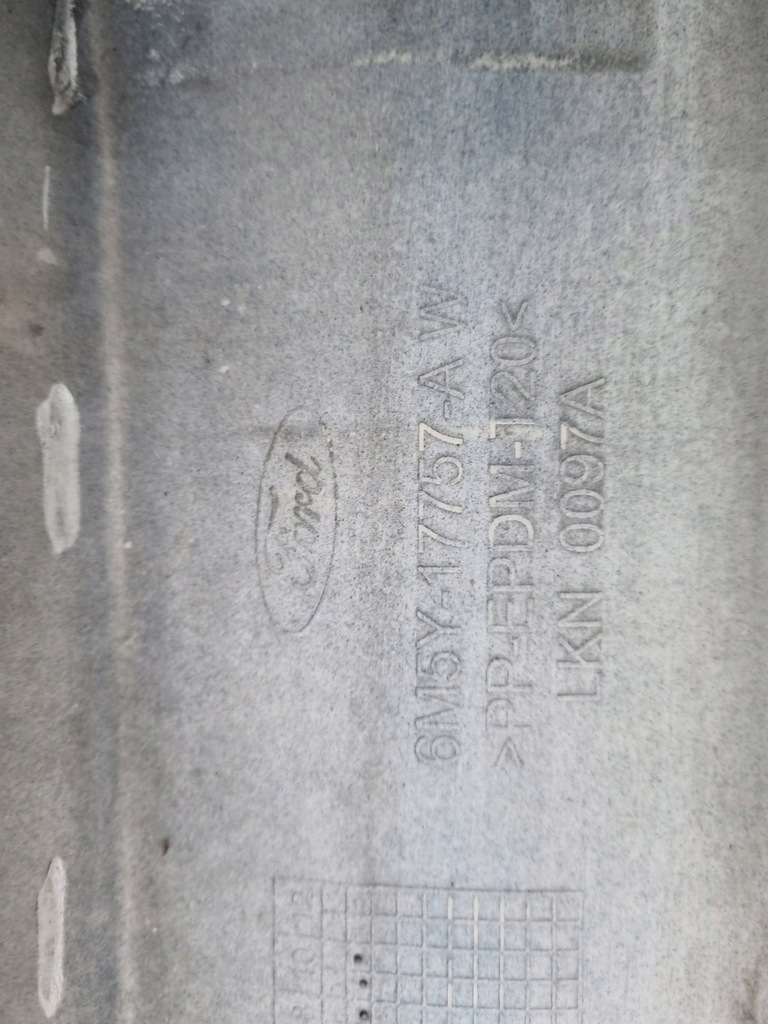 Ford
6M5Y-17757-A W
>PP-EPDM-T20<
LKN 0097A